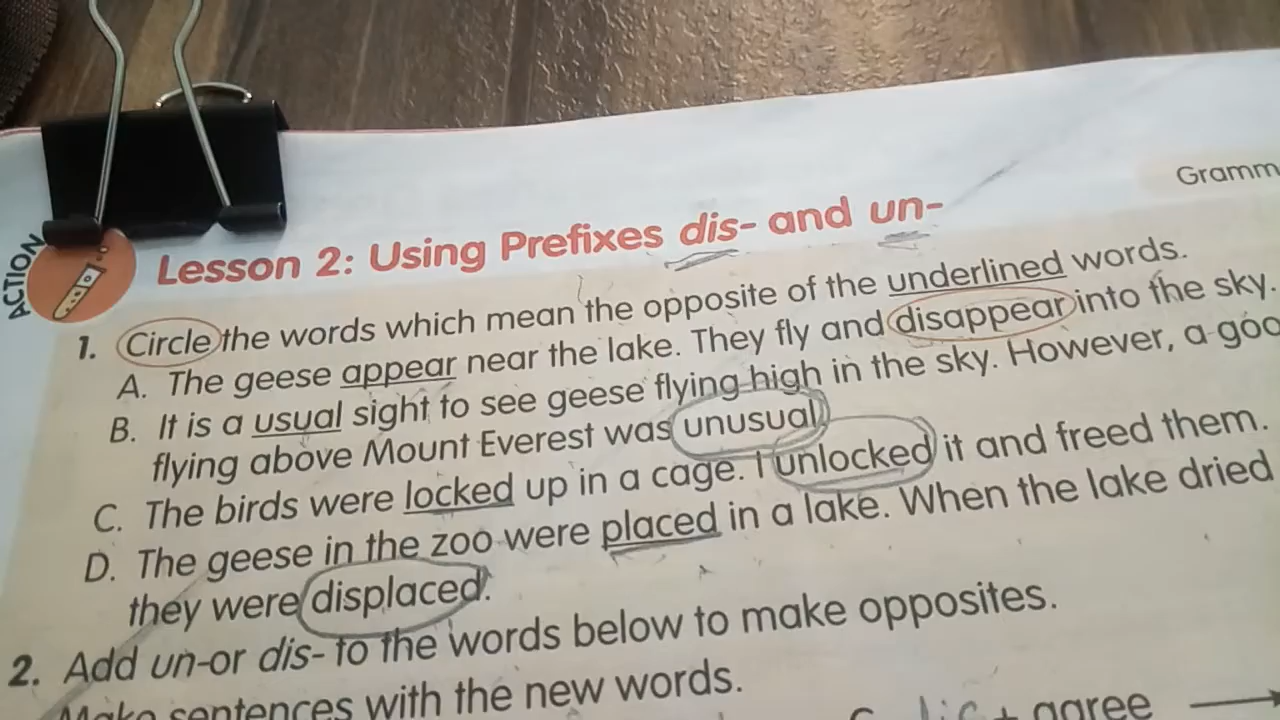 Gramm
ACTION
Lesson 2: Using Prefixes dis- and un-
1. Circle the words which mean the opposite of the underlined words.
A. The geese appear near the lake. They fly and disappear into the sky.
B. It is a usual sight to see geese flying high in the sky. However, a goo
flying above Mount Everest was unusual.
C. The birds were locked up in a cage. I unlocked it and freed them.
D. The geese in the zoo were placed in a lake. When the lake dried
they were displaced.
2. Add un-or dis- to the words below to make opposites.
Make sentences with the new words.
dis + agree